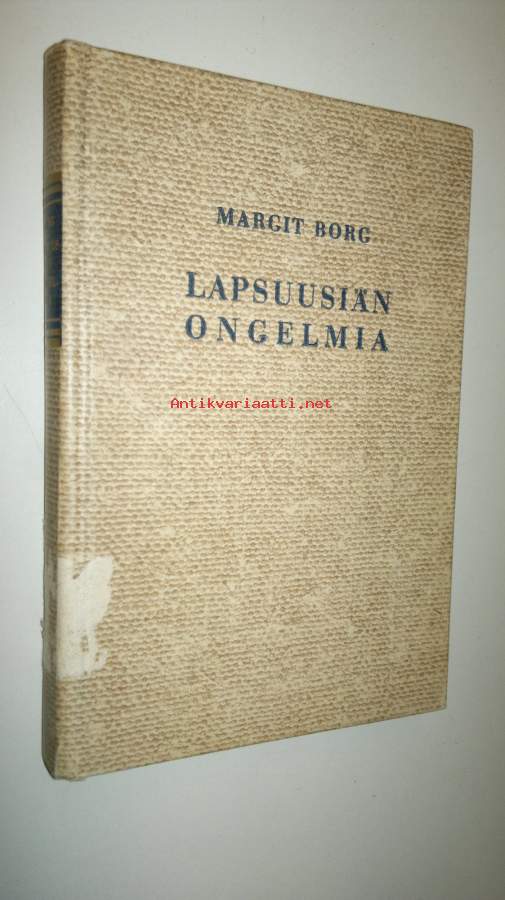 MARGIT BORG
LAPSUUSIÄN
ONGELMIA
Antikvariaatti.net